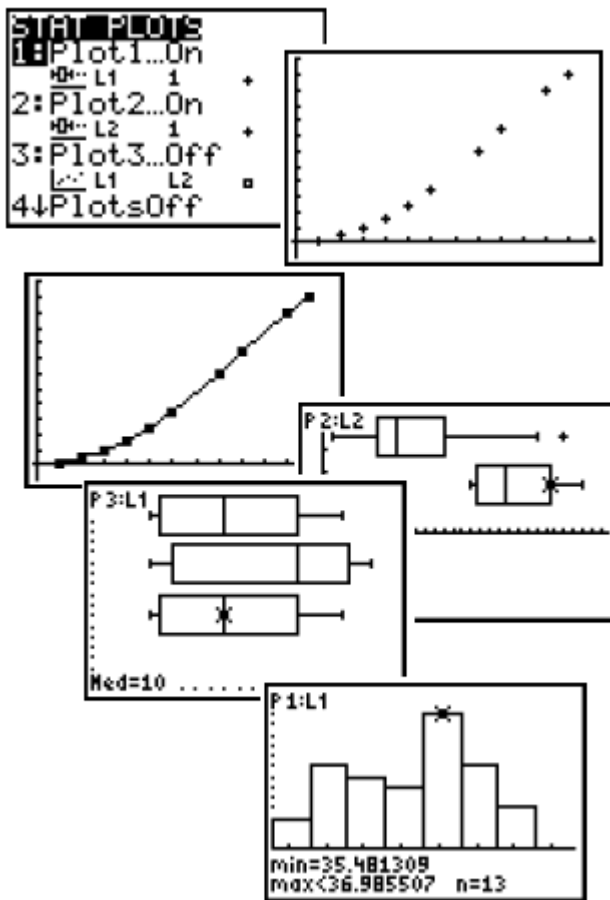 STAT PLOTS
1:Plot1…On
L1 1 +
2:Plot2…On
L2 1 +
3:Plot3…Off
L1 L2 ▫
4↓PlotsOff
P2:L2
P3:L1
Med=10
P1:L1
min=35.481309
max<36.985507 n=13